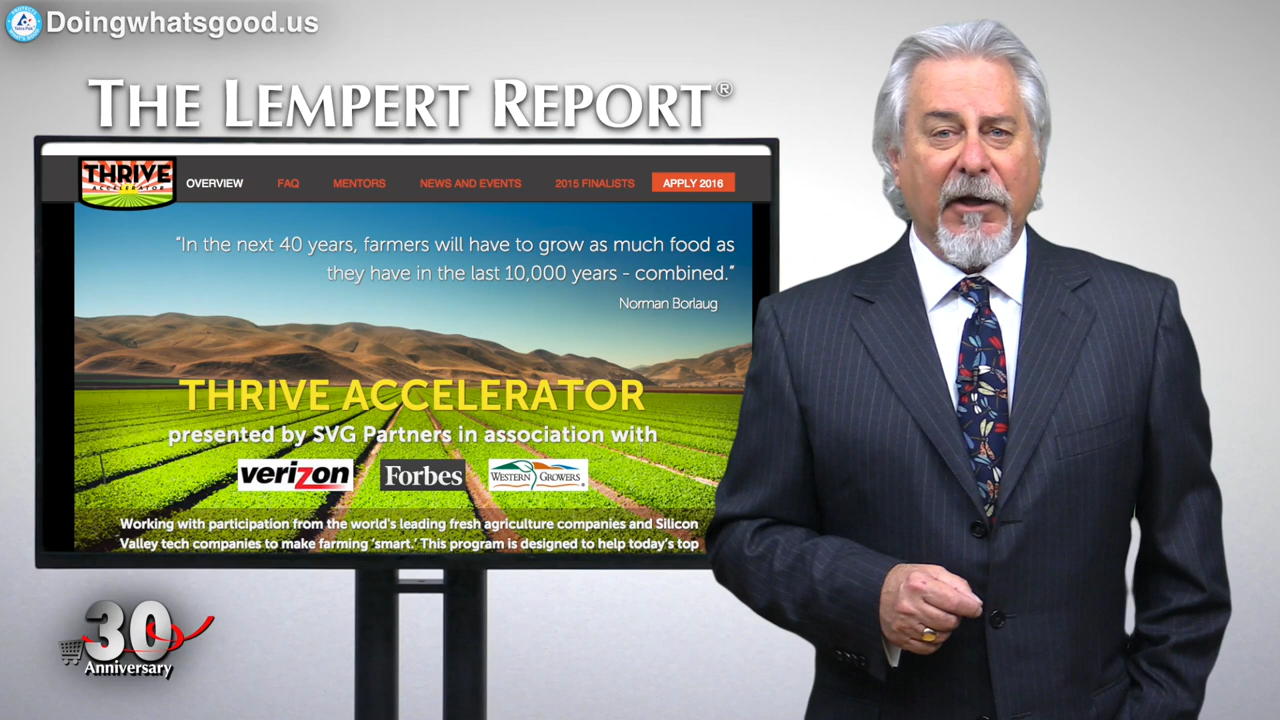 Doingwhatsgood.us
THE LEMPERT REPORT®
THRIVE
ACCELERATOR
OVERVIEW
FAQ
MENTORS
NEWS AND EVENTS
2015 FINALISTS
APPLY 2016
“In the next 40 years, farmers will have to grow as much food as
they have in the last 10,000 years - combined.”
Norman Borlaug
THRIVE ACCELERATOR
presented by SVG Partners in association with
verizon
Forbes
WESTERN GROWERS®
Working with participation from the world's leading fresh agriculture companies and Silicon
Valley tech companies to make farming ‘smart.’ This program is designed to help today's top
30
Anniversary